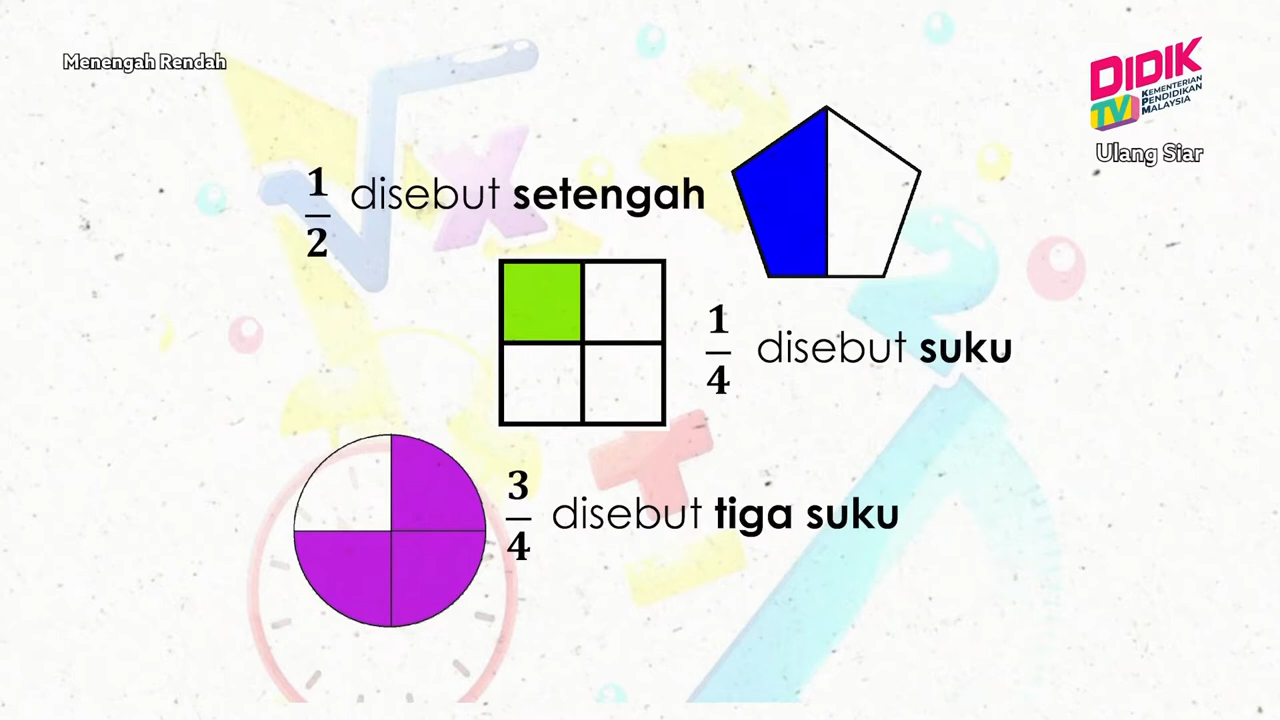 Menengah Rendah
DIDIK
TV
KEMENTERIAN
PENDIDIKAN
MALAYSIA
Ulang Siar
1/2 disebut setengah
1/4 disebut suku
3/4 disebut tiga suku